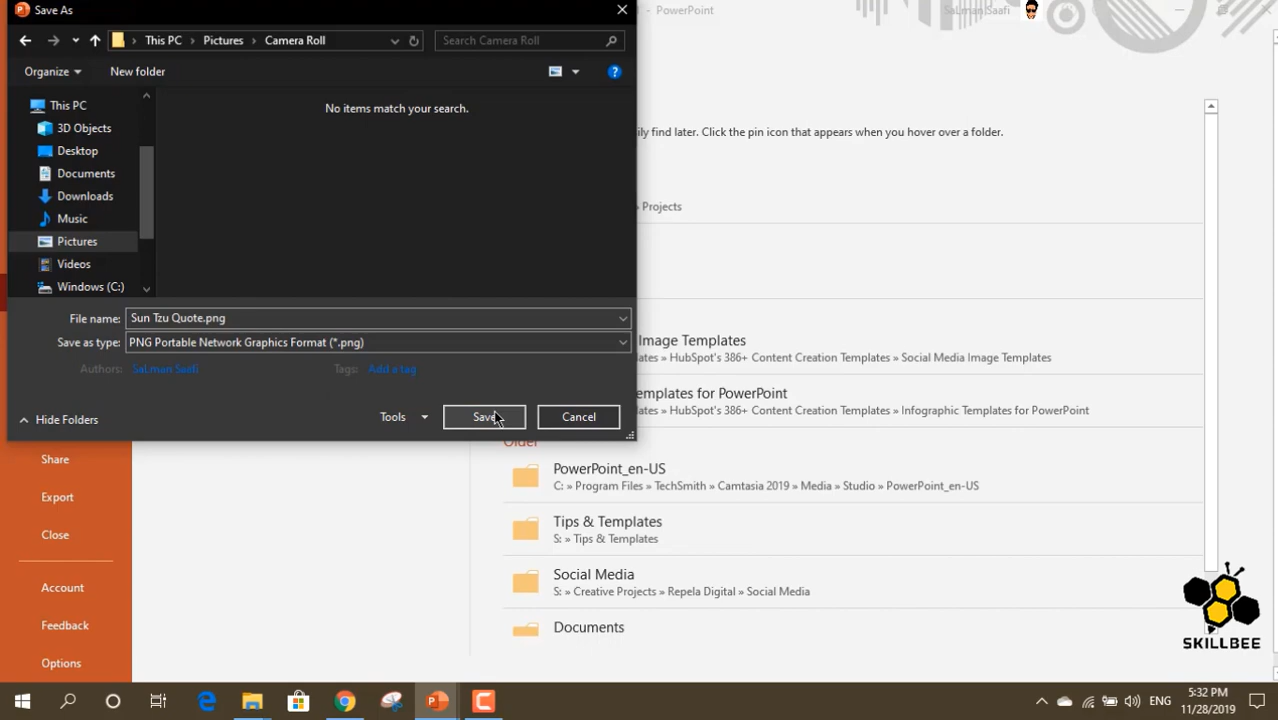 Save As
- PowerPoint
SaLman Saafi
This PC
Pictures
Camera Roll
Search Camera Roll
Organize
New folder
This PC
3D Objects
Desktop
Documents
Downloads
Music
Pictures
Videos
Windows (C:)
No items match your search.
File name:
Sun Tzu Quote.png
Save as type:
PNG Portable Network Graphics Format (*.png)
Authors:
SaLman Saafi
Tags:
Add a tag
Hide Folders
Tools
Save
Cancel
ily find later. Click the pin icon that appears when you hover over a folder.
» Projects
Image Templates
ates » HubSpot's 386+ Content Creation Templates » Social Media Image Templates
emplates for PowerPoint
ates » HubSpot's 386+ Content Creation Templates » Infographic Templates for PowerPoint
Older
PowerPoint_en-US
C: » Program Files » TechSmith » Camtasia 2019 » Media » Studio » PowerPoint_en-US
Tips & Templates
S: » Tips & Templates
Social Media
S: » Creative Projects » Repela Digital » Social Media
Documents
Share
Export
Close
Account
Feedback
Options
SKILLBEE
ENG
5:32 PM
11/28/2019